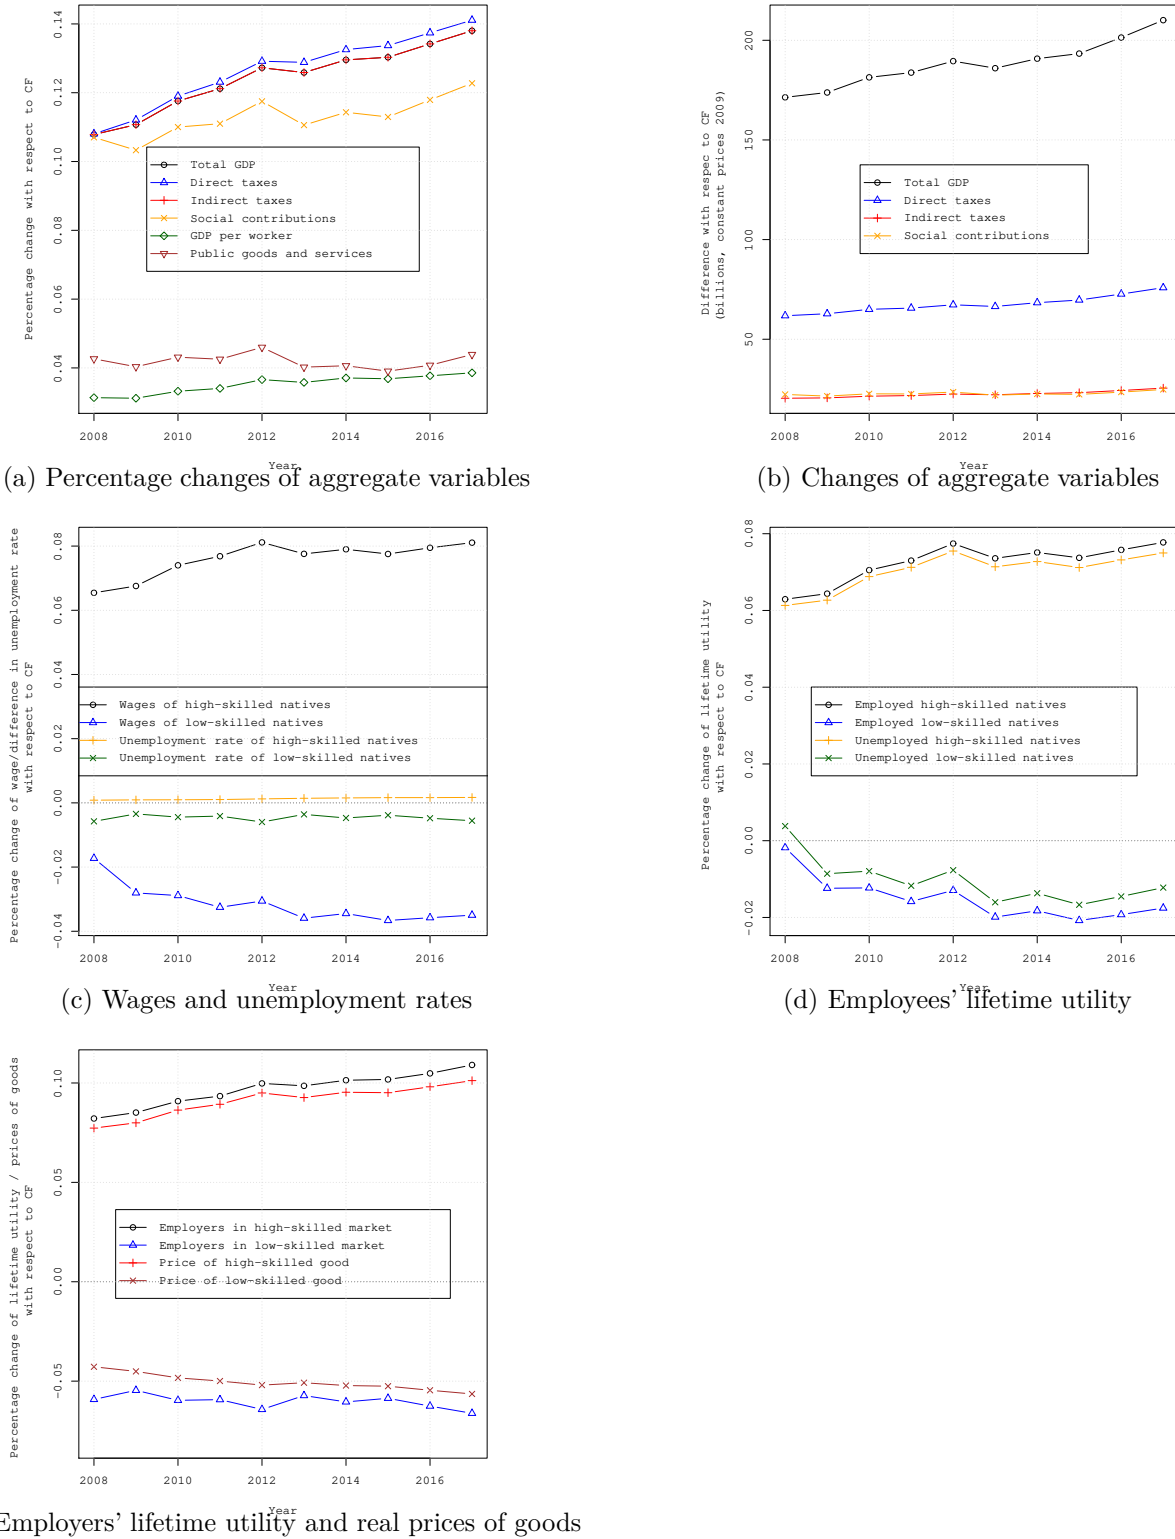 Percentage change with respect to CF
0.04 0.06 0.08 0.10 0.12 0.14
Total GDP
Direct taxes
Indirect taxes
Social contributions
GDP per worker
Public goods and services
2008 2010 2012 2014 2016
Year
(a) Percentage changes of aggregate variables
Difference with respec to CF
(billions, constant prices 2009)
50 100 150 200
Total GDP
Direct taxes
Indirect taxes
Social contributions
2008 2010 2012 2014 2016
Year
(b) Changes of aggregate variables
Percentage change of wage/difference in unemployment rate
with respect to CF
-0.04 -0.02 0.00 0.02 0.04 0.06 0.08
Wages of high-skilled natives
Wages of low-skilled natives
Unemployment rate of high-skilled natives
Unemployment rate of low-skilled natives
2008 2010 2012 2014 2016
Year
(c) Wages and unemployment rates
Percentage change of lifetime utility
with respect to CF
-0.02 0.00 0.02 0.04 0.06 0.08
Employed high-skilled natives
Employed low-skilled natives
Unemployed high-skilled natives
Unemployed low-skilled natives
2008 2010 2012 2014 2016
Year
(d) Employees' lifetime utility
Percentage change of lifetime utility / prices of goods
with respect to CF
-0.05 0.00 0.05 0.10
Employers in high-skilled market
Employers in low-skilled market
Price of high-skilled good
Price of low-skilled good
2008 2010 2012 2014 2016
Year
Employers' lifetime utility and real prices of goods